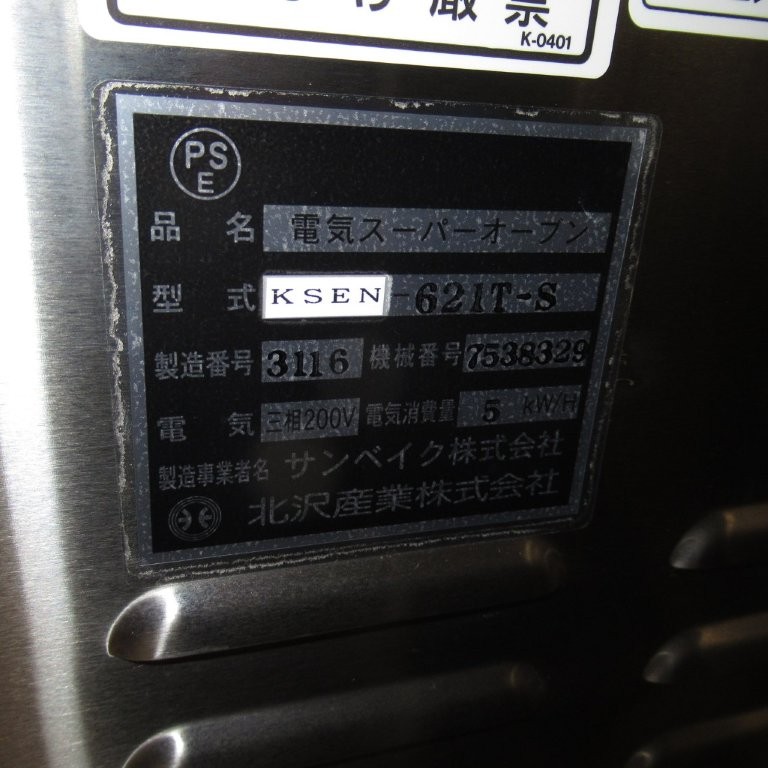 厳禁
K-0401
PS
E
品名 電気スーパーオーブン
型式 KSEN-621T-S
製造番号 3116 機械番号 7538329
電気 三相200V 電気消費量 5 kW/H
製造事業者名 サンベイク株式会社
北沢産業株式会社